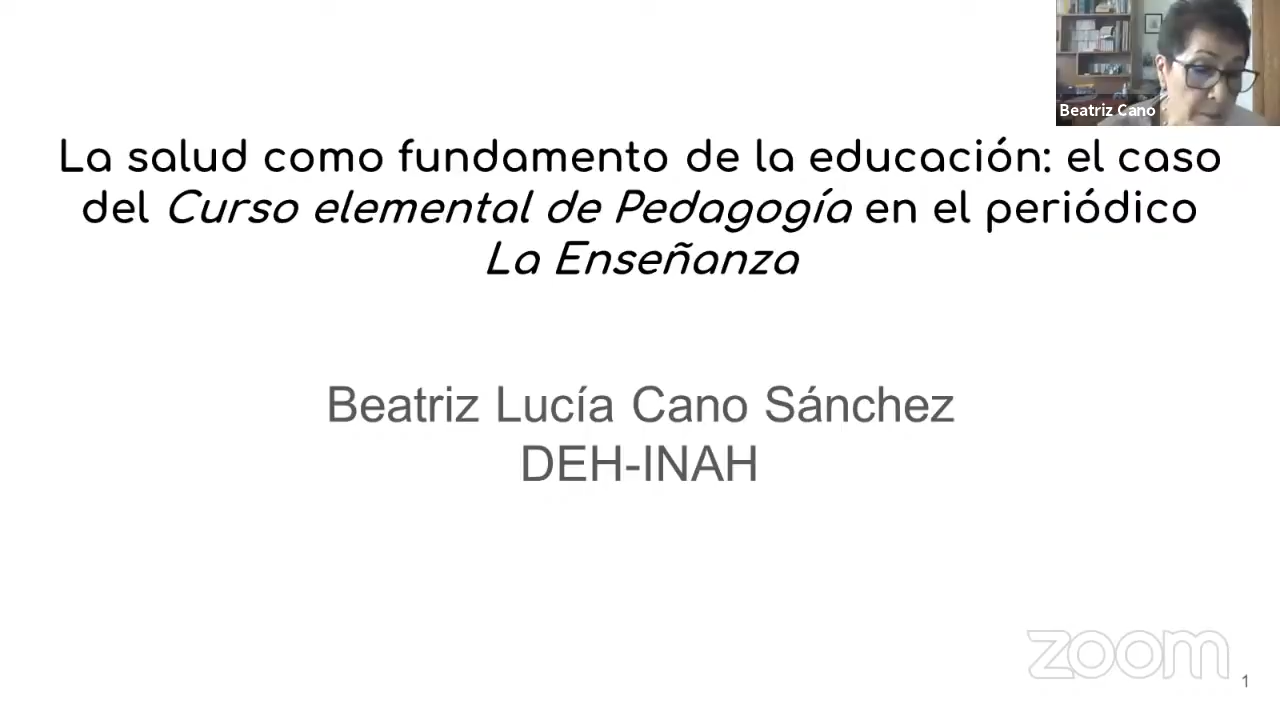 Beatriz Cano
La salud como fundamento de la educación: el caso
del Curso elemental de Pedagogía en el periódico
La Enseñanza
Beatriz Lucía Cano Sánchez
DEH-INAH
zoom
1